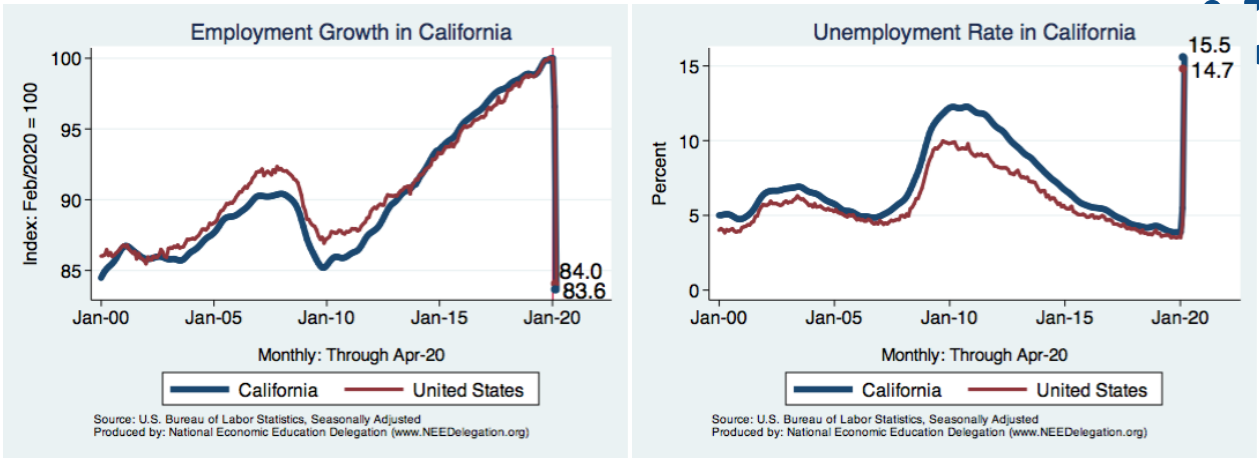 Employment Growth in California
Index: Feb/2020 = 100
100
95
90
85
84.0
83.6
Jan-00 Jan-05 Jan-10 Jan-15 Jan-20
Monthly: Through Apr-20
California United States
Source: U.S. Bureau of Labor Statistics, Seasonally Adjusted
Produced by: National Economic Education Delegation (www.NEEDelegation.org)
Unemployment Rate in California
Percent
15
10
5
0
15.5
14.7
Jan-00 Jan-05 Jan-10 Jan-15 Jan-20
Monthly: Through Apr-20
California United States
Source: U.S. Bureau of Labor Statistics, Seasonally Adjusted
Produced by: National Economic Education Delegation (www.NEEDelegation.org)